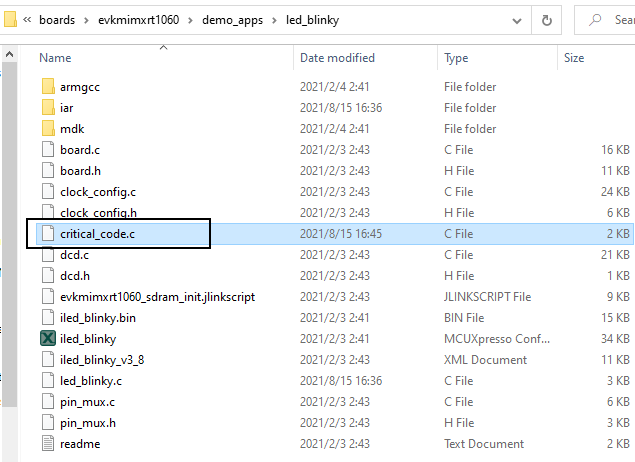 « boards › evkmimxrt1060 › demo_apps › led_blinky Sea
Name Date modified Type Size
armgcc 2021/2/4 2:41 File folder
iar 2021/8/15 16:36 File folder
mdk 2021/2/4 2:41 File folder
board.c 2021/2/3 2:43 C File 16 KB
board.h 2021/2/3 2:43 H File 11 KB
clock_config.c 2021/2/3 2:43 C File 24 KB
clock_config.h 2021/2/3 2:43 H File 6 KB
critical_code.c 2021/8/15 16:45 C File 2 KB
dcd.c 2021/2/3 2:43 C File 21 KB
dcd.h 2021/2/3 2:43 H File 1 KB
evkmimxrt1060_sdram_init.jlinkscript 2021/2/3 2:43 JLINKSCRIPT File 9 KB
iled_blinky.bin 2021/2/3 2:41 BIN File 15 KB
iled_blinky 2021/2/3 2:41 MCUXpresso Conf... 34 KB
iled_blinky_v3_8 2021/2/3 2:43 XML Document 11 KB
led_blinky.c 2021/8/15 16:36 C File 3 KB
pin_mux.c 2021/2/3 2:43 C File 6 KB
pin_mux.h 2021/2/3 2:43 H File 3 KB
readme 2021/2/3 2:43 Text Document 2 KB